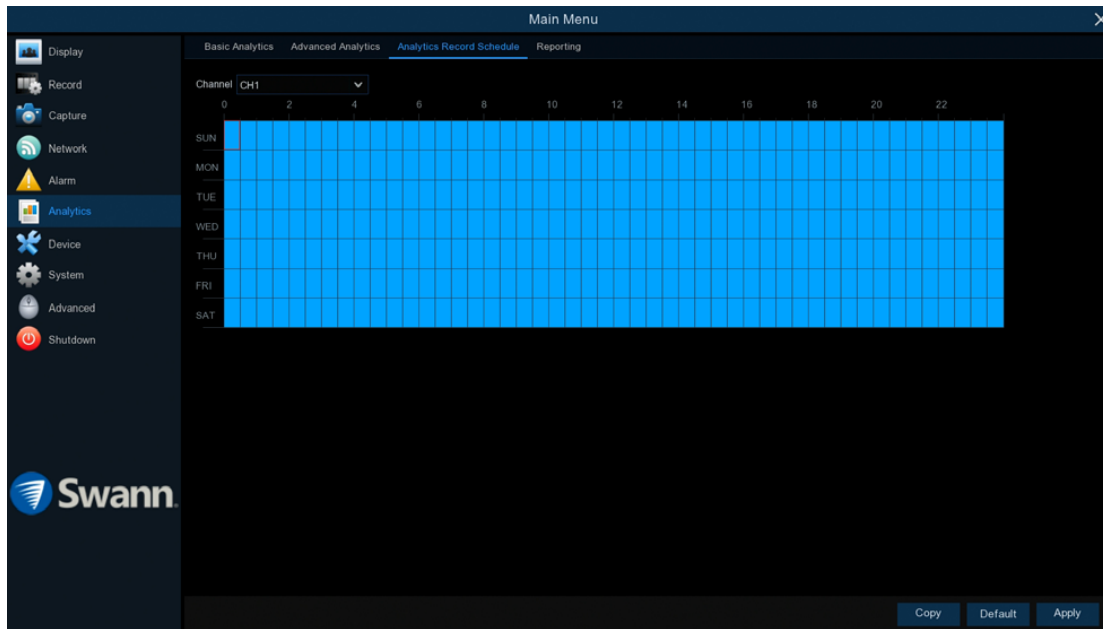 Main Menu X
Display
Record
Capture
Network
Alarm
Analytics
Device
System
Advanced
Shutdown
Swann
Basic Analytics Advanced Analytics Analytics Record Schedule Reporting
Channel CH1
0 2 4 6 8 10 12 14 16 18 20 22
SUN
MON
TUE
WED
THU
FRI
SAT
Copy Default Apply